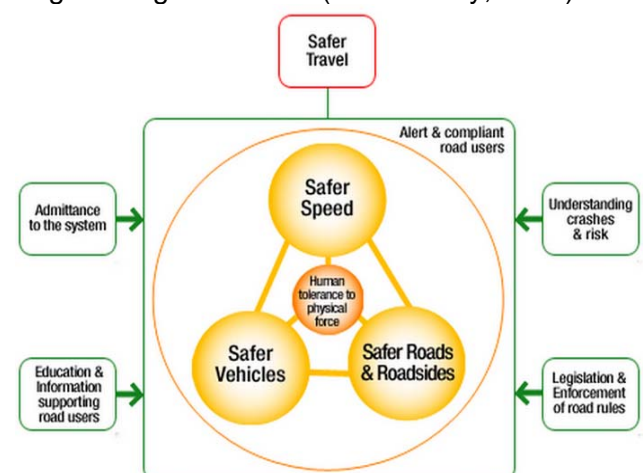 Safer
Travel
Alert & compliant
road users
Safer
Speed
Admittance
to the system
Understanding
crashes
& risk
Human
tolerance to
physical
force
Safer
Vehicles
Safer Roads
& Roadsides
Education &
Information
supporting
road users
Legislation &
Enforcement
of road rules